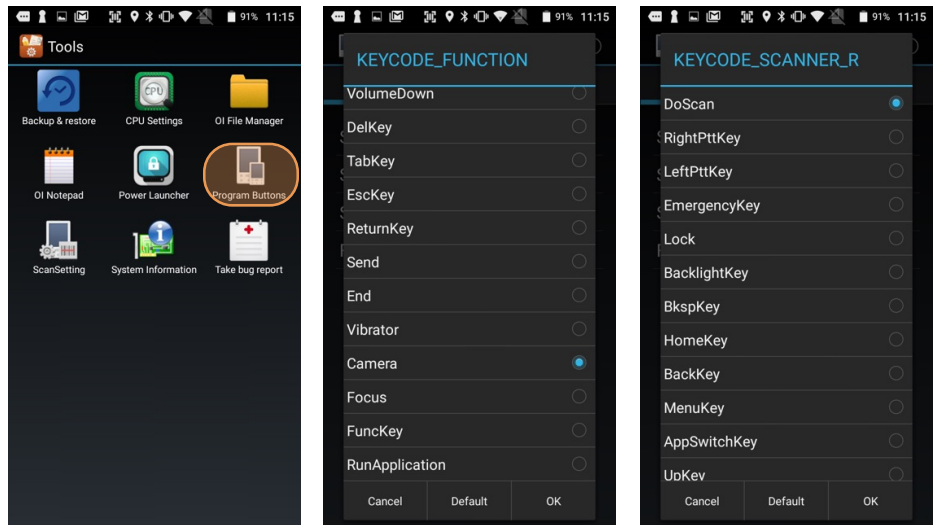 91% 11:15
Tools
Backup & restore CPU Settings OI File Manager
OI Notepad Power Launcher Program Buttons
ScanSetting System Information Take bug report
91% 11:15
KEYCODE_FUNCTION
VolumeDown
DelKey
TabKey
EscKey
ReturnKey
Send
End
Vibrator
Camera
Focus
FuncKey
RunApplication
Cancel Default OK
91% 11:15
KEYCODE_SCANNER_R
DoScan
RightPttKey
LeftPttKey
EmergencyKey
Lock
BacklightKey
BkspKey
HomeKey
BackKey
MenuKey
AppSwitchKey
UpKey
Cancel Default OK